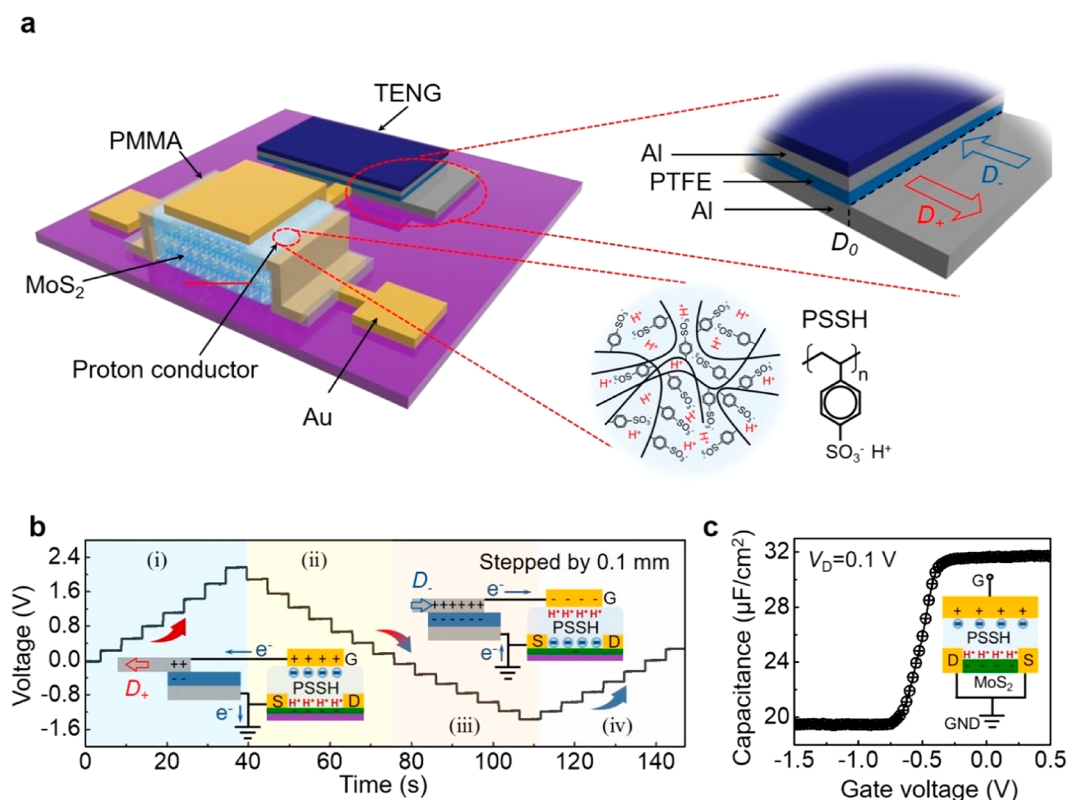 a
TENG
PMMA
MoS₂
Proton conductor
Au
Al
PTFE
Al
D₀
D₊
D₋
PSSH
n
SO₃⁻ H⁺
b
(i)
(ii)
Stepped by 0.1 mm
D₋
e⁻
++++++
- - - - - -
- - - -
G
H⁺H⁺H⁺H⁺
PSSH
S
D
e⁻
e⁻
++
- -
+ + + +
G
D₊
PSSH
S
H⁺H⁺H⁺H⁺
D
e⁻
(iii)
(iv)
Voltage (V)
2.4
1.6
0.8
0.0
-0.8
-1.6
0
20
40
60
80
100
120
140
Time (s)
c
V_D=0.1 V
G
+ + + +
PSSH
D
H⁺H⁺H⁺H⁺
S
- - - -
MoS₂
GND
Capacitance (µF/cm²)
32
28
24
20
-1.5
-1.0
-0.5
0.0
0.5
Gate voltage (V)